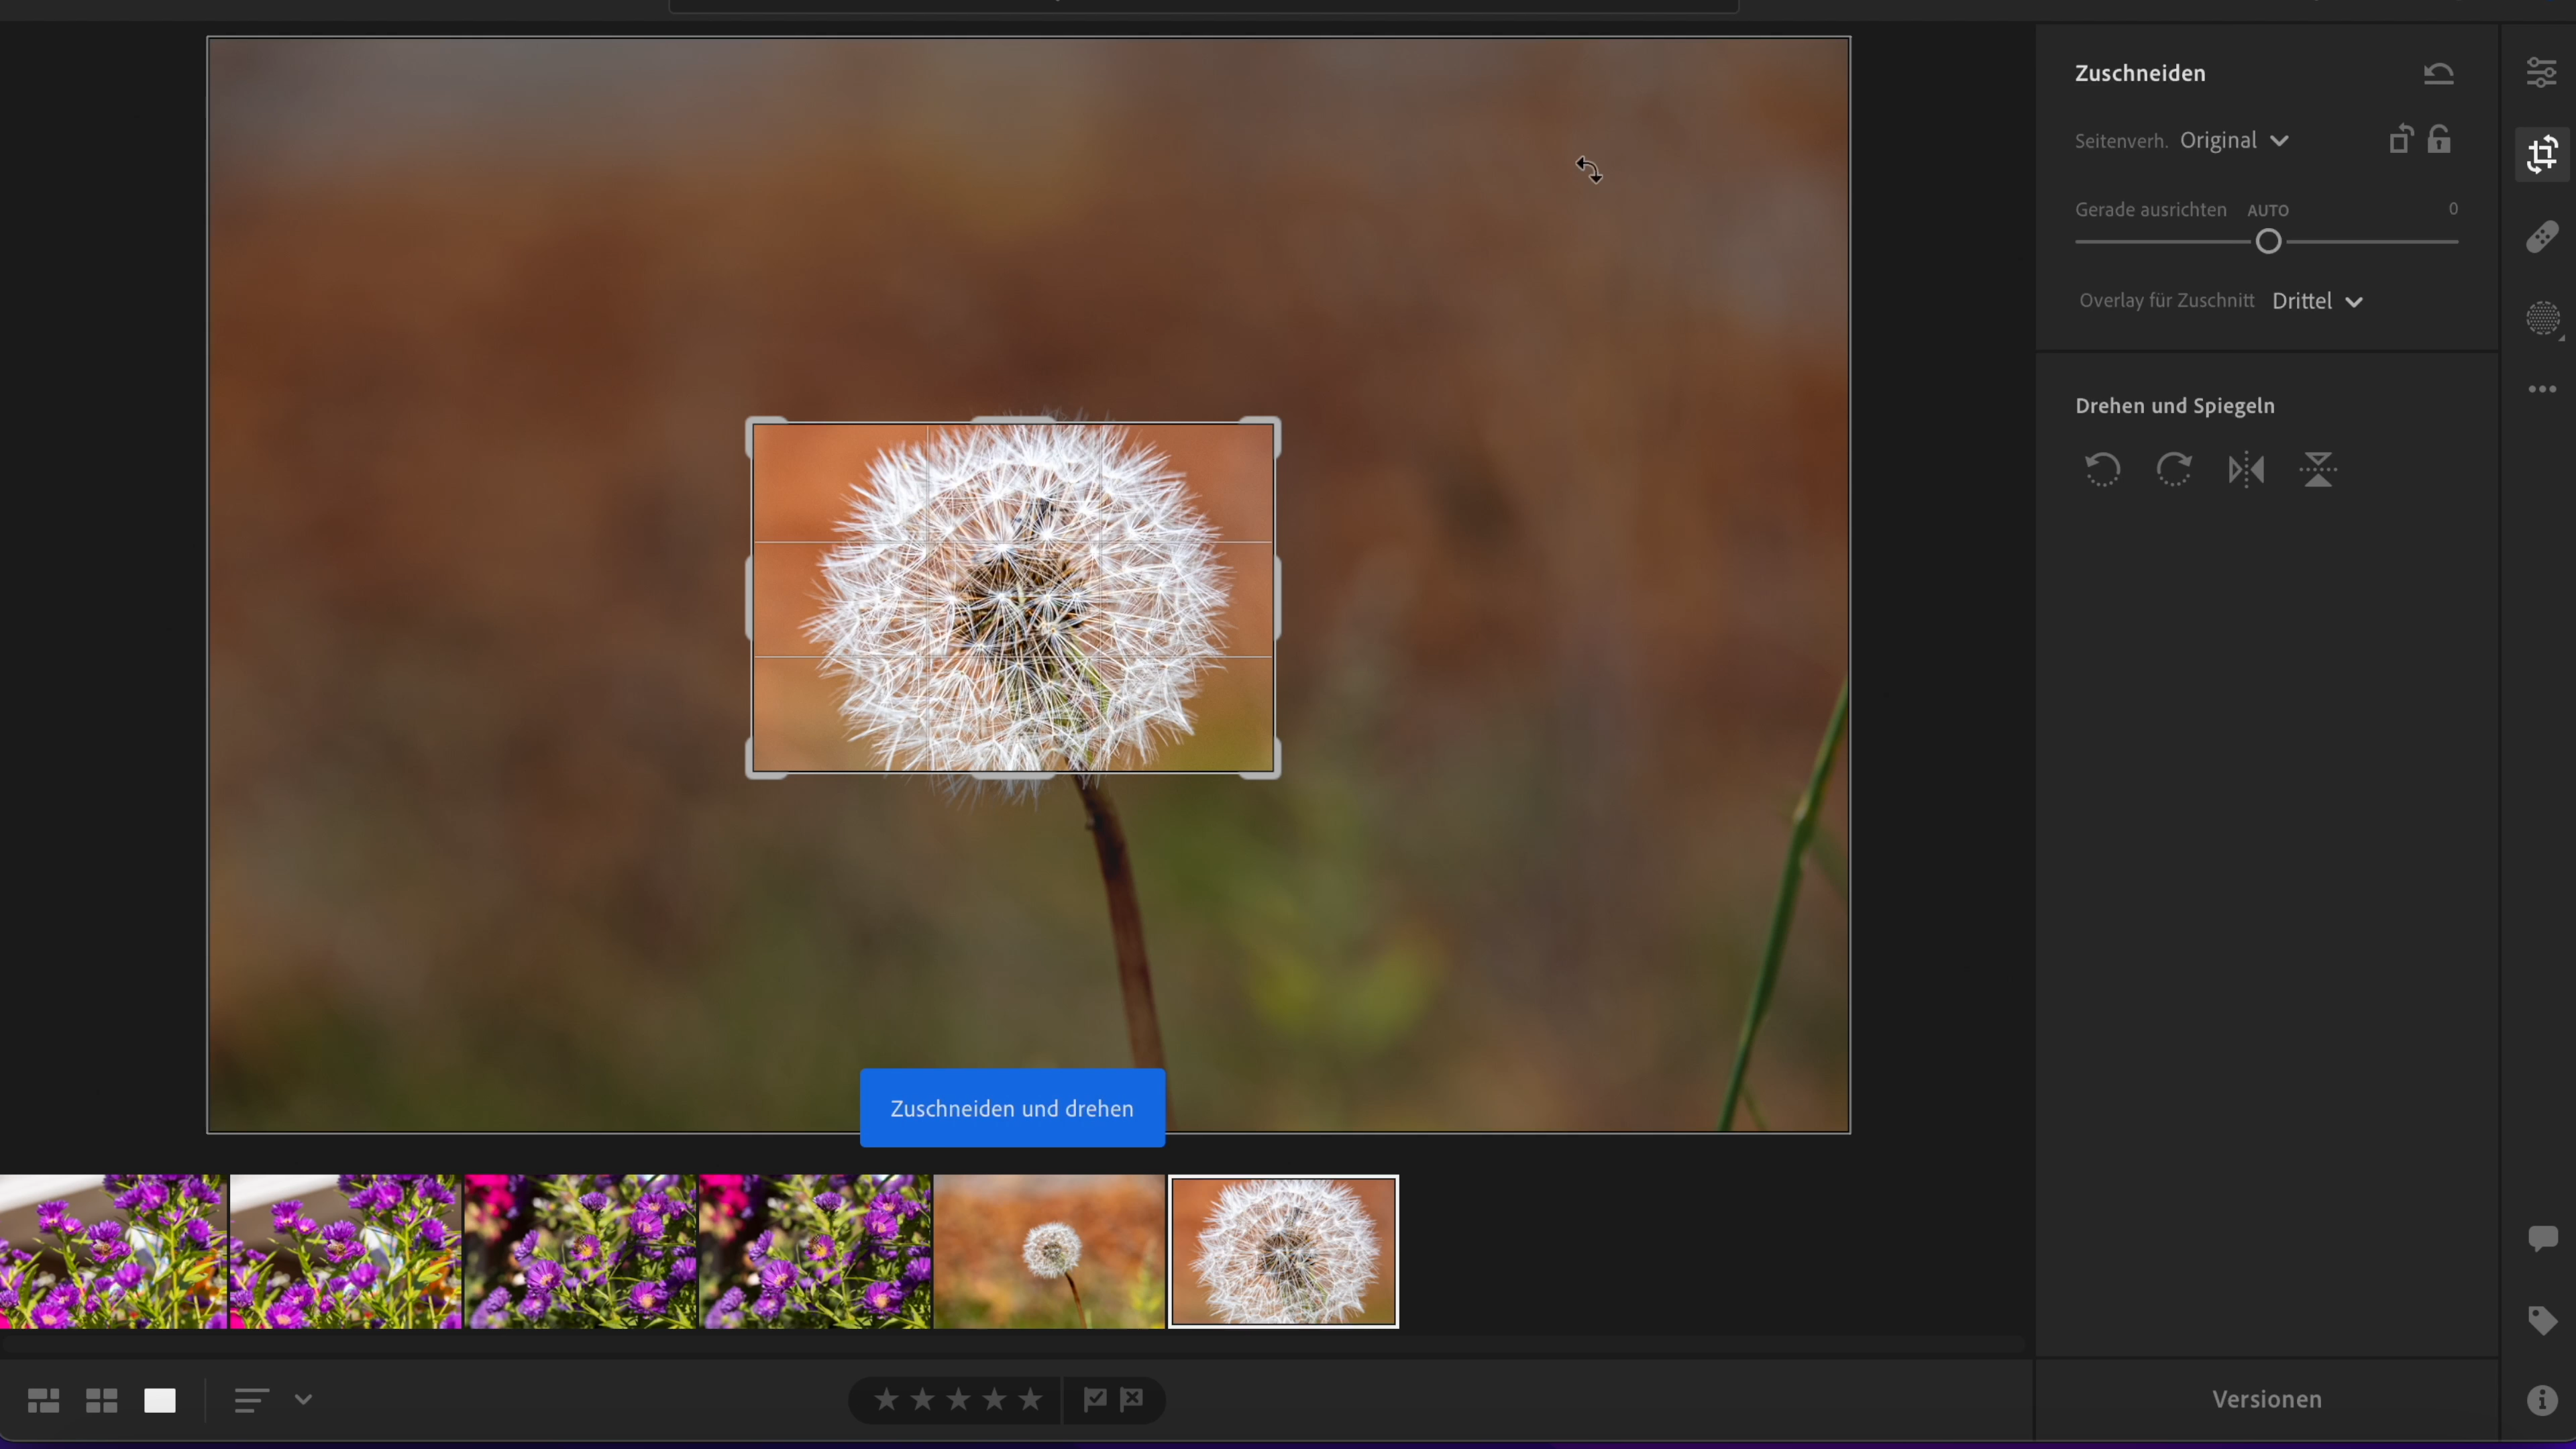 Zuschneiden
Seitenverh. Original
Gerade ausrichten AUTO 0
Overlay für Zuschnitt Drittel
Drehen und Spiegeln
Zuschneiden und drehen
Versionen